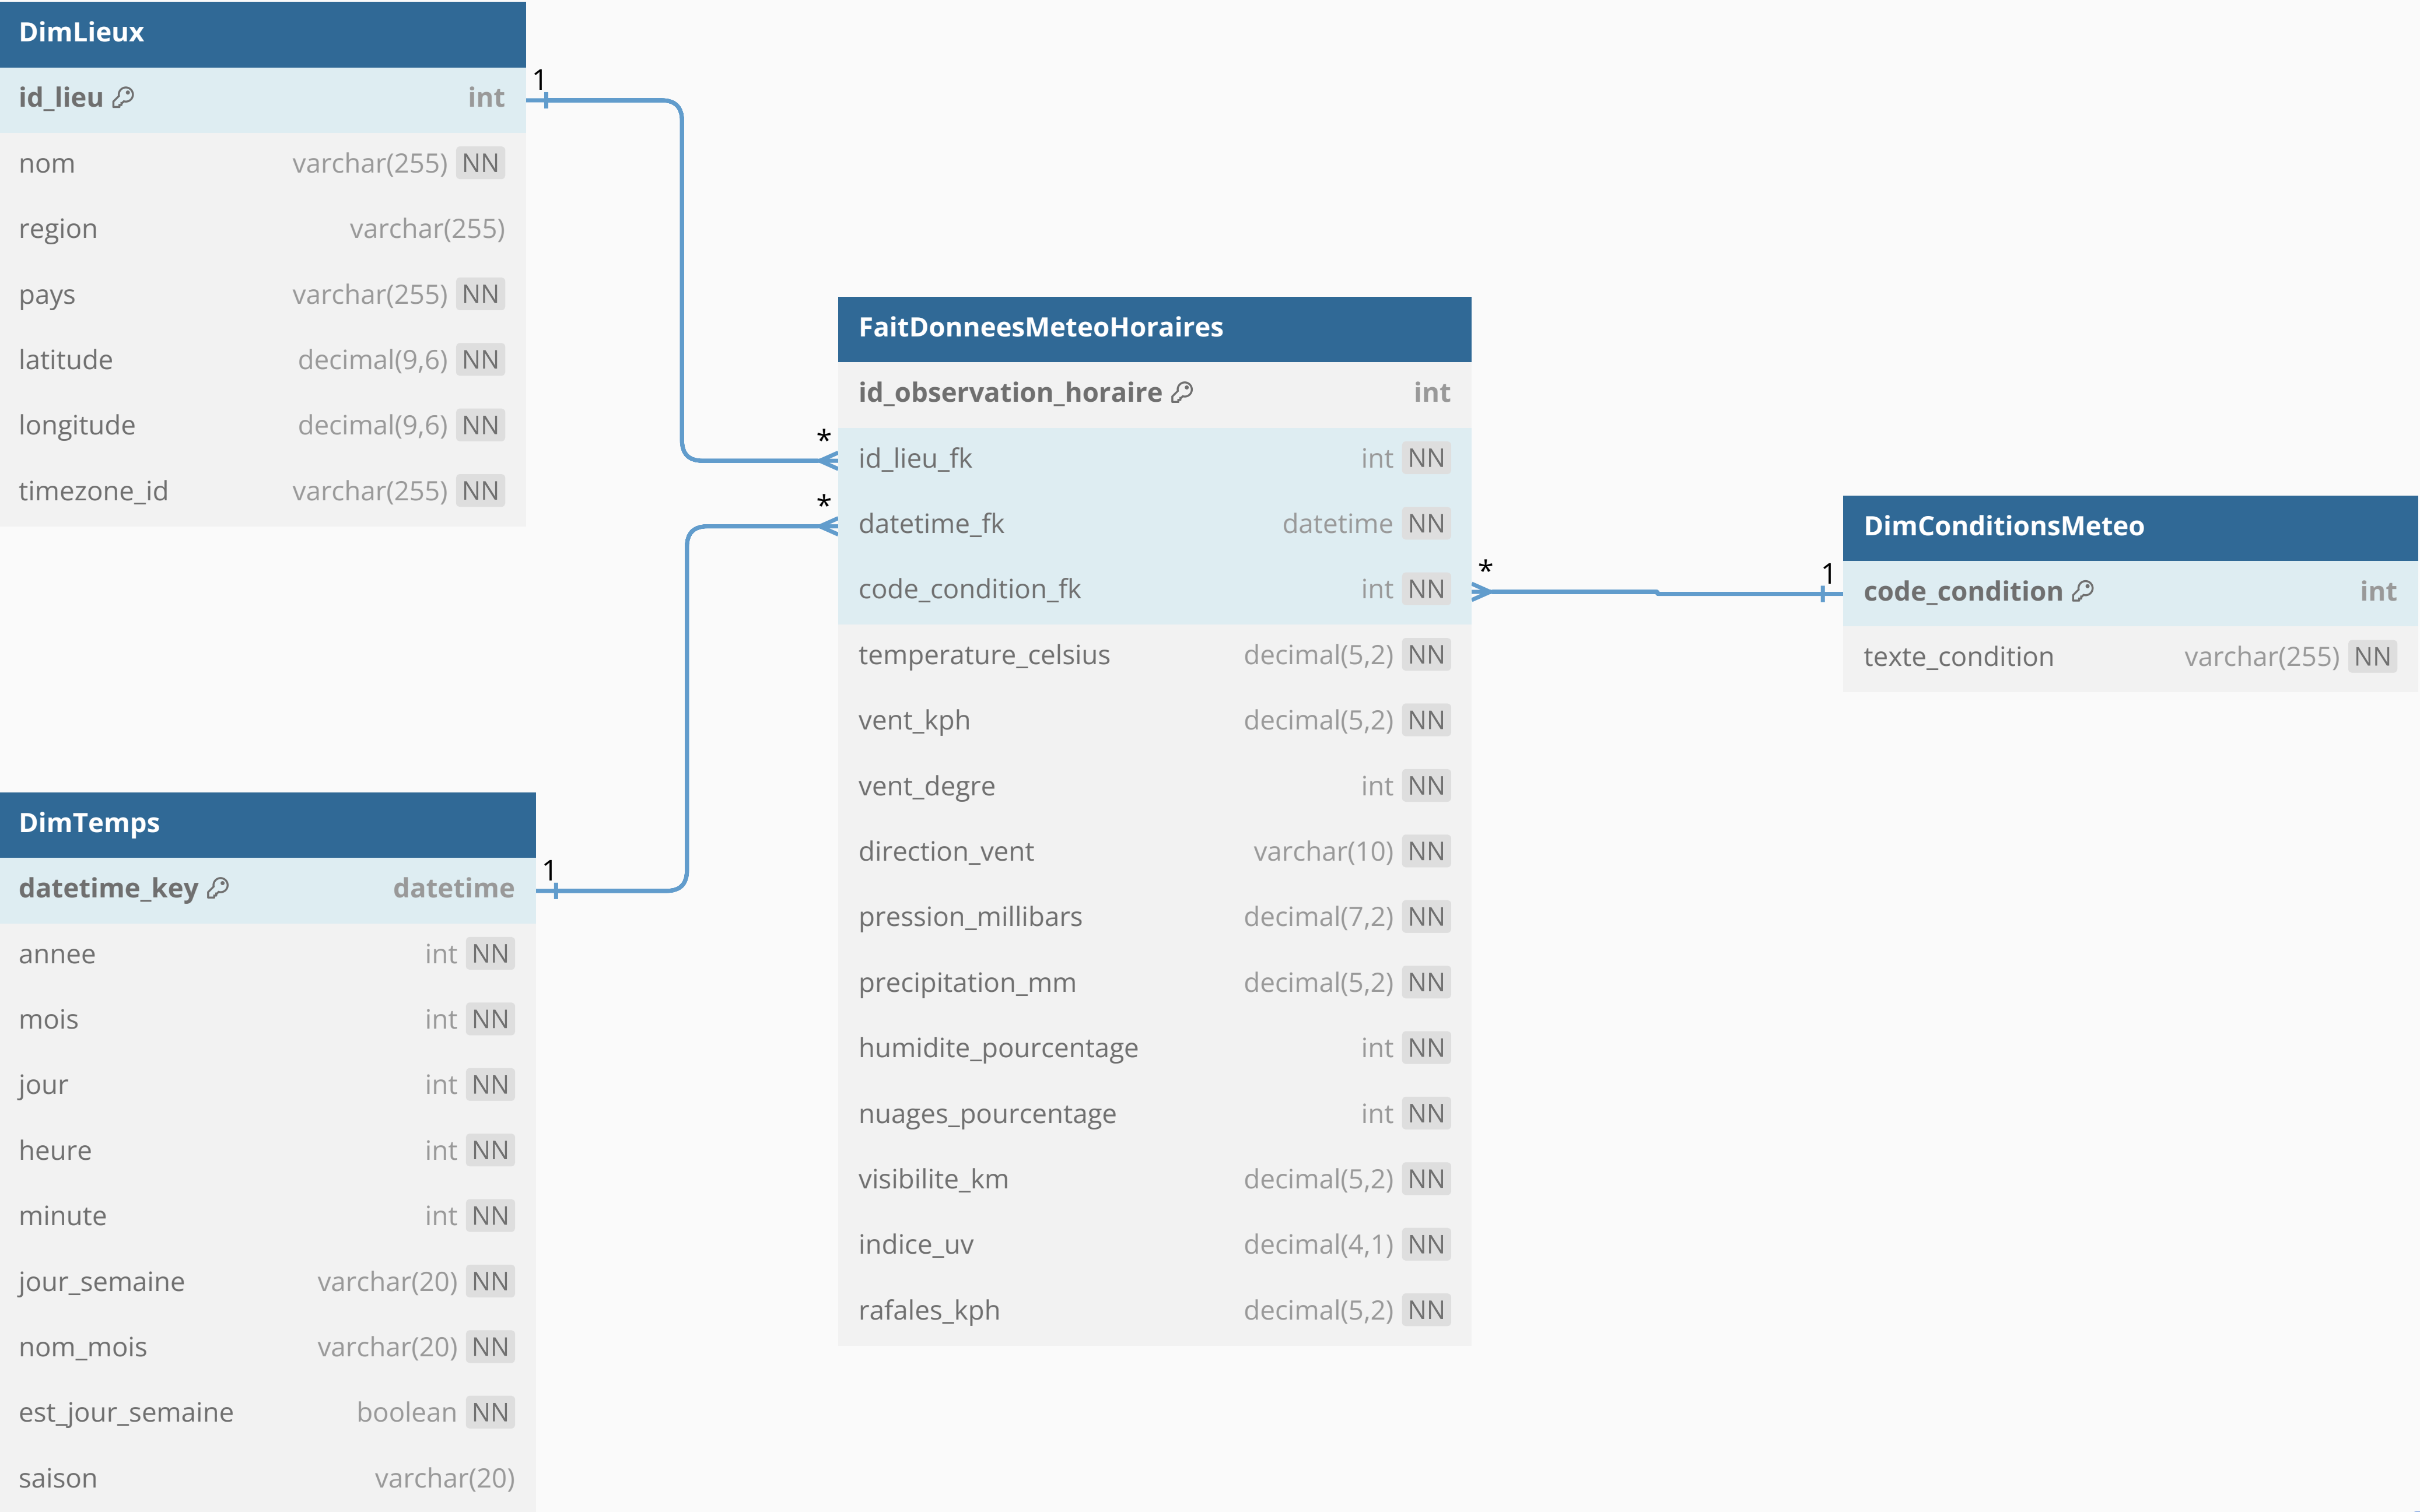 DimLieux
id_lieu int
nom varchar(255) NN
region varchar(255)
pays varchar(255) NN
latitude decimal(9,6) NN
longitude decimal(9,6) NN
timezone_id varchar(255) NN
1
*
*
1
DimTemps
datetime_key datetime
annee int NN
mois int NN
jour int NN
heure int NN
minute int NN
jour_semaine varchar(20) NN
nom_mois varchar(20) NN
est_jour_semaine boolean NN
saison varchar(20)
FaitDonneesMeteoHoraires
id_observation_horaire int
id_lieu_fk int NN
datetime_fk datetime NN
code_condition_fk int NN
temperature_celsius decimal(5,2) NN
vent_kph decimal(5,2) NN
vent_degre int NN
direction_vent varchar(10) NN
pression_millibars decimal(7,2) NN
precipitation_mm decimal(5,2) NN
humidite_pourcentage int NN
nuages_pourcentage int NN
visibilite_km decimal(5,2) NN
indice_uv decimal(4,1) NN
rafales_kph decimal(5,2) NN
*
1
DimConditionsMeteo
code_condition int
texte_condition varchar(255) NN